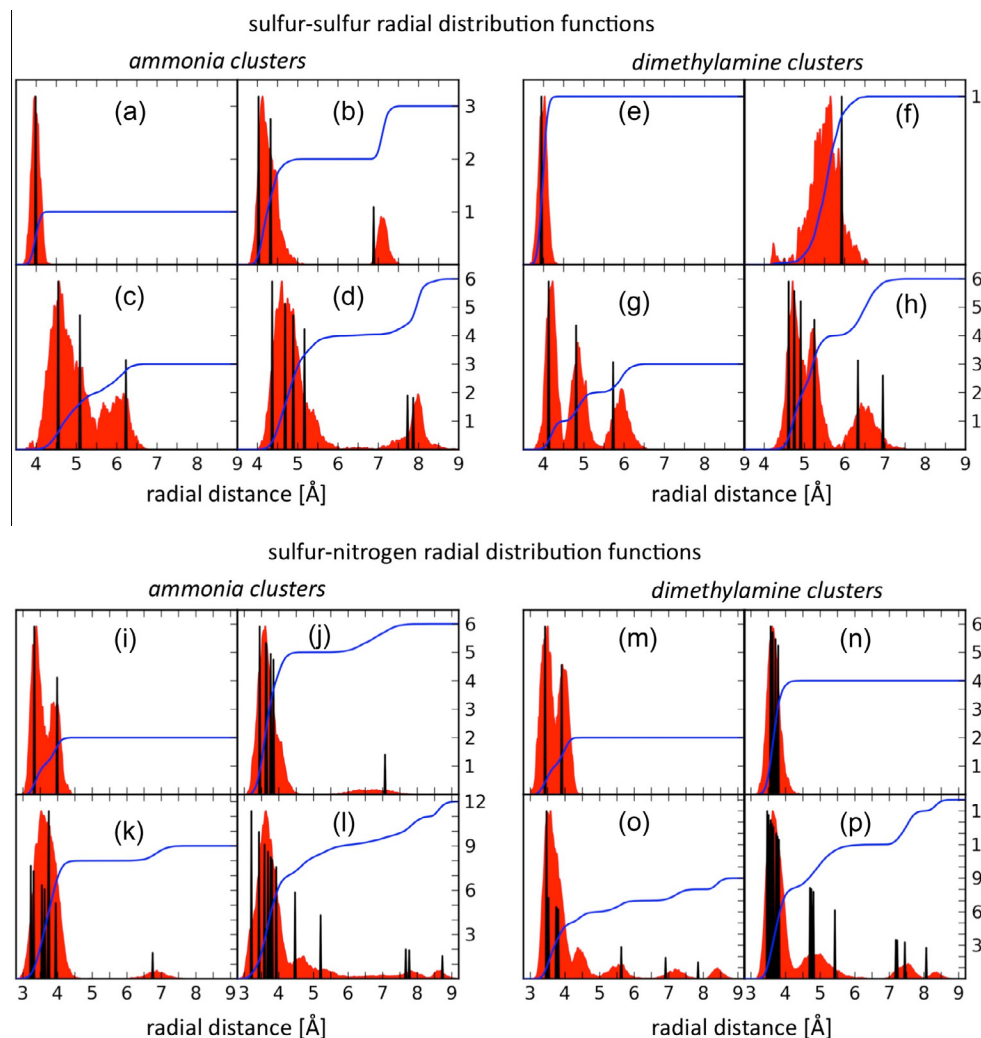 sulfur-sulfur radial distribution functions
ammonia clusters dimethylamine clusters
(a) (b) 3 (e) (f) 1
2
1
(c) (d) 6 (g) (h) 6
5
4
3
2
1
5
4
3
2
1
4 5 6 7 8 9 4 5 6 7 8 9 4 5 6 7 8 9 4 5 6 7 8 9
radial distance [Å] radial distance [Å]
sulfur-nitrogen radial distribution functions
ammonia clusters dimethylamine clusters
(i) (j) 6 (m) (n) 6
5
4
3
2
1
5
4
3
2
1
(k) (l) 12 (o) (p) 1
9
6
3
1
9
6
3
3 4 5 6 7 8 9 3 4 5 6 7 8 9 3 4 5 6 7 8 9 3 4 5 6 7 8 9
radial distance [Å] radial distance [Å]